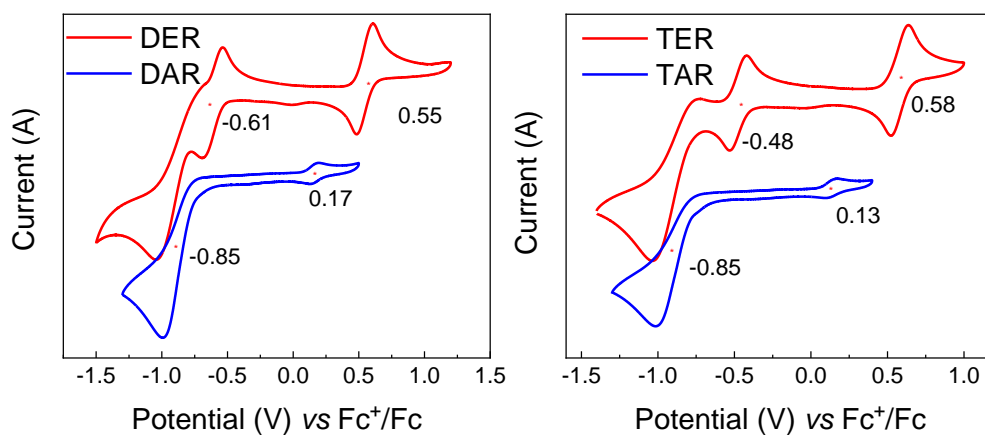 Current (A)
DER
DAR
-0.61
0.55
0.17
-0.85
-1.5 -1.0 -0.5 0.0 0.5 1.0 1.5
Potential (V) vs Fc⁺/Fc
Current (A)
TER
TAR
-0.48
0.58
0.13
-0.85
-1.5 -1.0 -0.5 0.0 0.5 1.0
Potential (V) vs Fc⁺/Fc